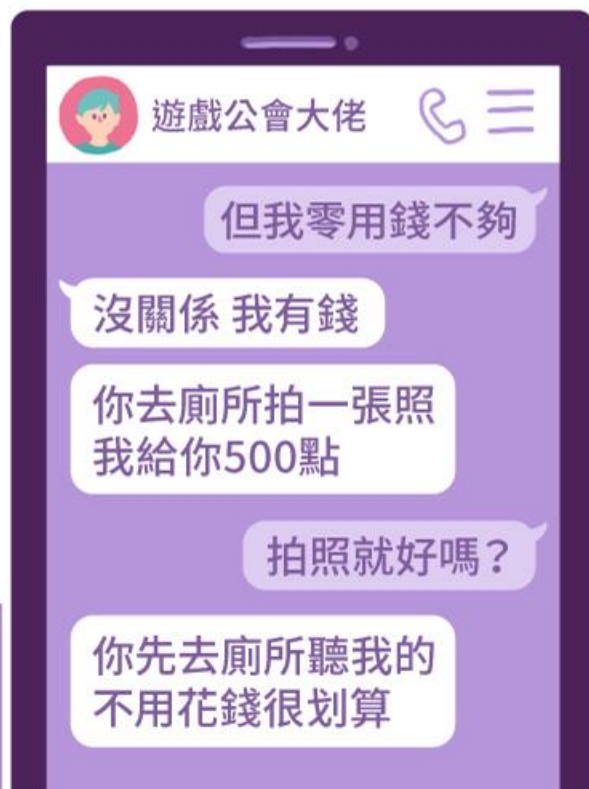 遊戲公會大佬
但我零用錢不夠
沒關係 我有錢
你去廁所拍一張照
我給你500點
拍照就好嗎？
你先去廁所聽我的
不用花錢很划算